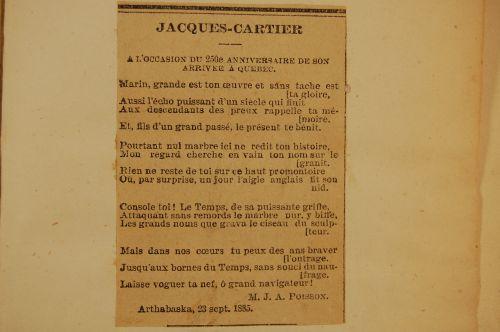 JACQUES-CARTIER
A L'OCCASION DU 250e ANNIVERSAIRE DE SON
ARRIVÉE À QUEBEC.
Marin, grande est ton œuvre et sans tache est
[ta gloire,
Aussi l'écho puissant d'un siecle qui finit
Aux descendants des preux rappelle ta mé-
[moire.
Et, fils d'un grand passé, le présent te bénit.
Pourtant nul marbre ici ne redit ton histoire,
Mon regard cherche en vain ton nom sur le
[granit.
Rien ne reste de toi sur ce haut promontoire
Où, par surprise, un jour l'aigle anglais fit son
nid.
Console toi! Le Temps, de sa puissante griffe,
Attaquant sans remords le marbre pur, y biffe,
Les grands noms que grava le ciseau du sculp-
[teur.
Mais dans nos cœurs tu peux des ans braver
[l'outrage.
Jusqu'aux bornes du Temps, sans souci du nau-
[frage.
Laisse voguer ta nef, ô grand navigateur!
M. J. A. POISSON.
Arthabaska, 23 sept. 1885.